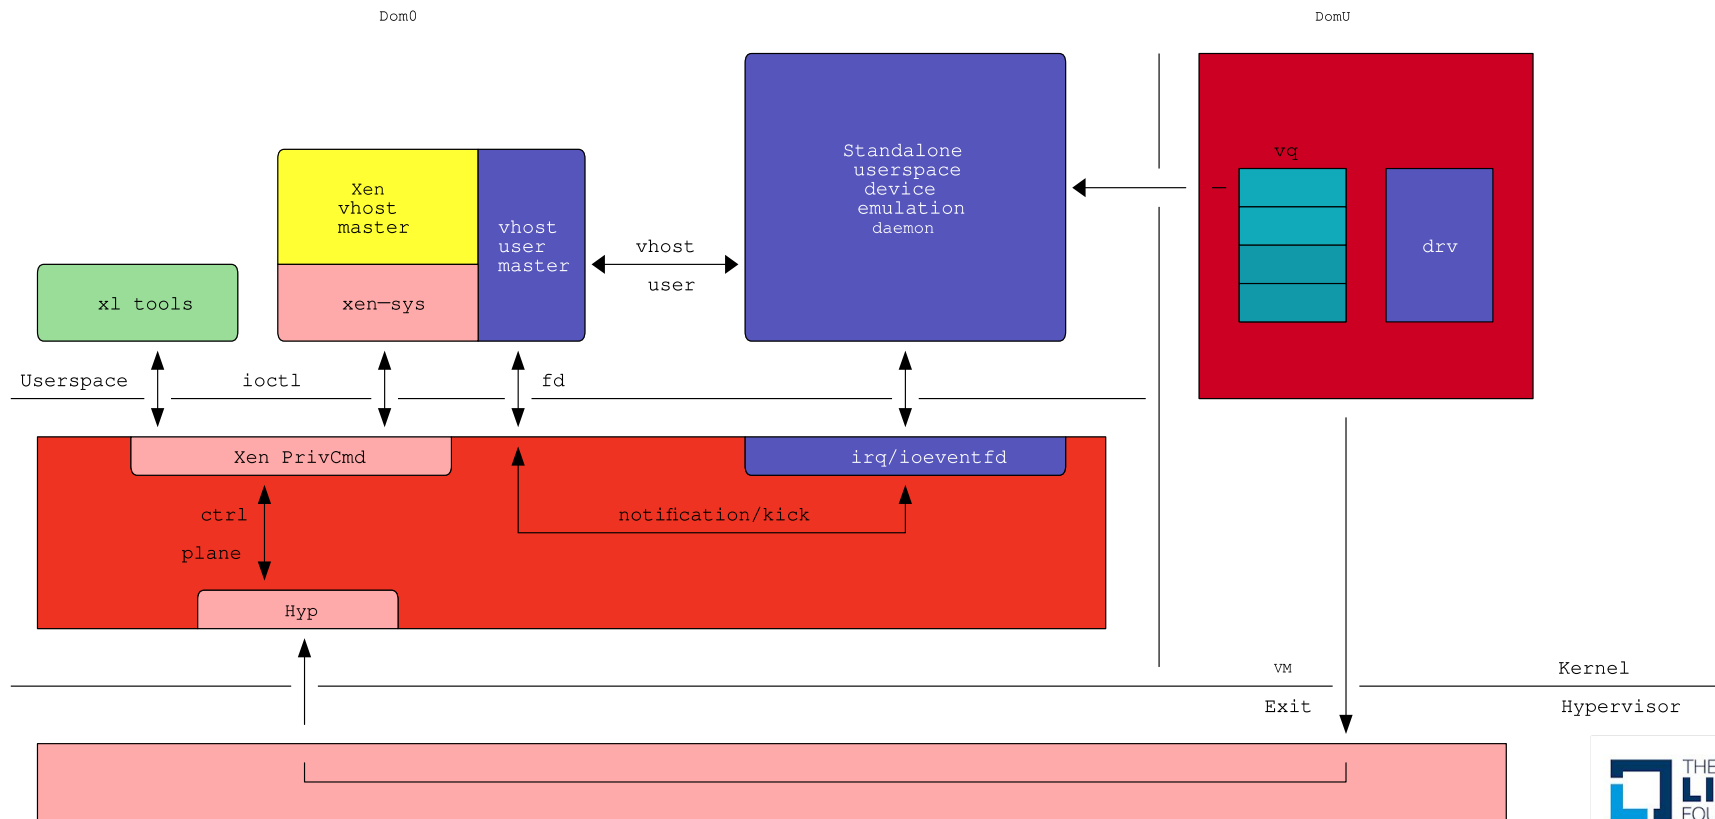 Dom0
DomU
Standalone
userspace
device
emulation
daemon
vq
drv
Xen
vhost
master
vhost
user
master
vhost
user
xl tools
xen—sys
Userspace
ioctl
fd
Xen PrivCmd
irq/ioeventfd
ctrl
plane
notification/kick
Hyp
VM
Exit
Kernel
Hypervisor
THE
LI
FOU